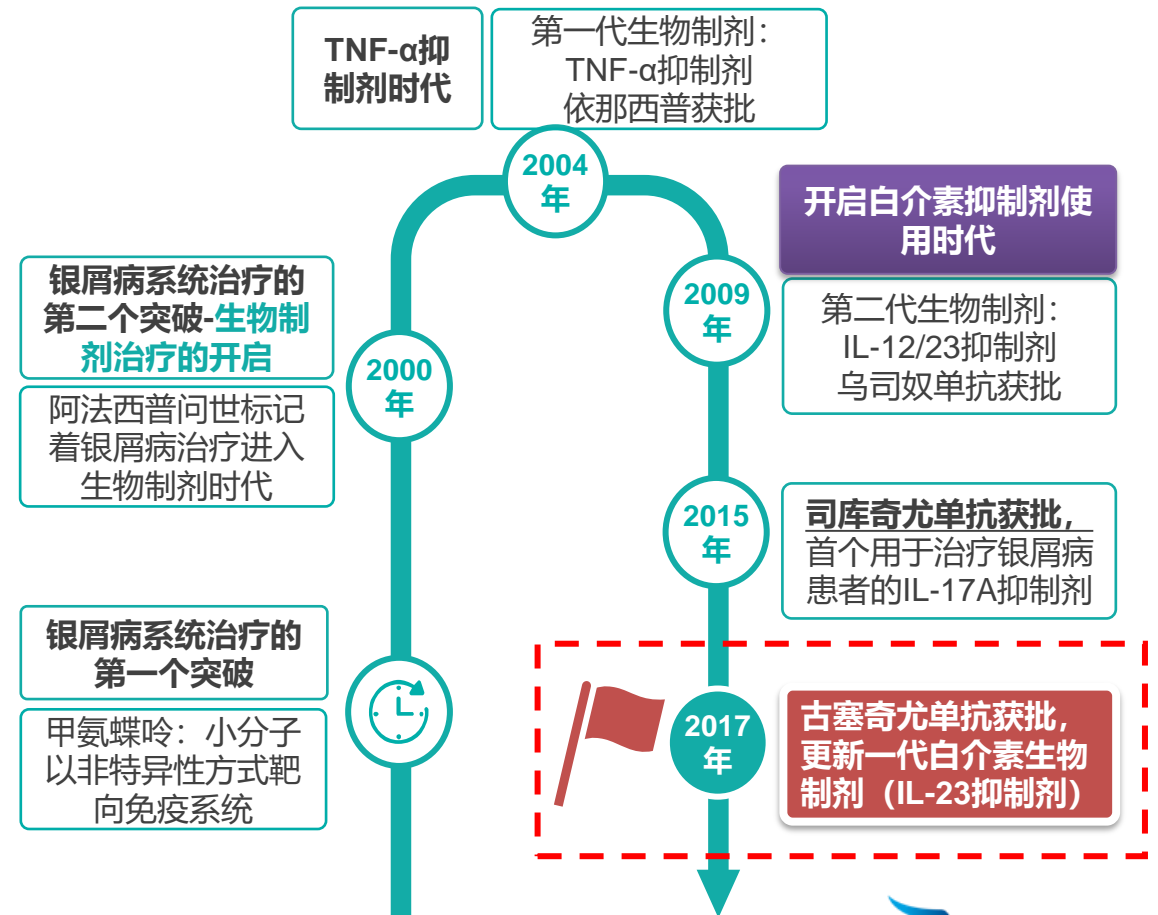 TNF-α抑
制剂时代
第一代生物制剂：
TNF-α抑制剂
依那西普获批
2004
年
开启白介素抑制剂使
用时代
2009
年
第二代生物制剂：
IL-12/23抑制剂
乌司奴单抗获批
银屑病系统治疗的
第二个突破-生物制
剂治疗的开启
2000
年
阿法西普问世标记
着银屑病治疗进入
生物制剂时代
2015
年
司库奇尤单抗获批，
首个用于治疗银屑病
患者的IL-17A抑制剂
银屑病系统治疗的
第一个突破
甲氨蝶呤：小分子
以非特异性方式靶
向免疫系统
2017
年
古塞奇尤单抗获批，
更新一代白介素生物
制剂（IL-23抑制剂）